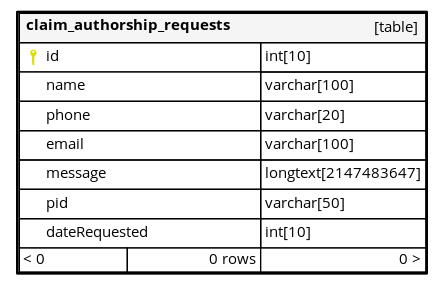 claim_authorship_requests [table]
id int[10]
name varchar[100]
phone varchar[20]
email varchar[100]
message longtext[2147483647]
pid varchar[50]
dateRequested int[10]
< 0 0 rows 0 >